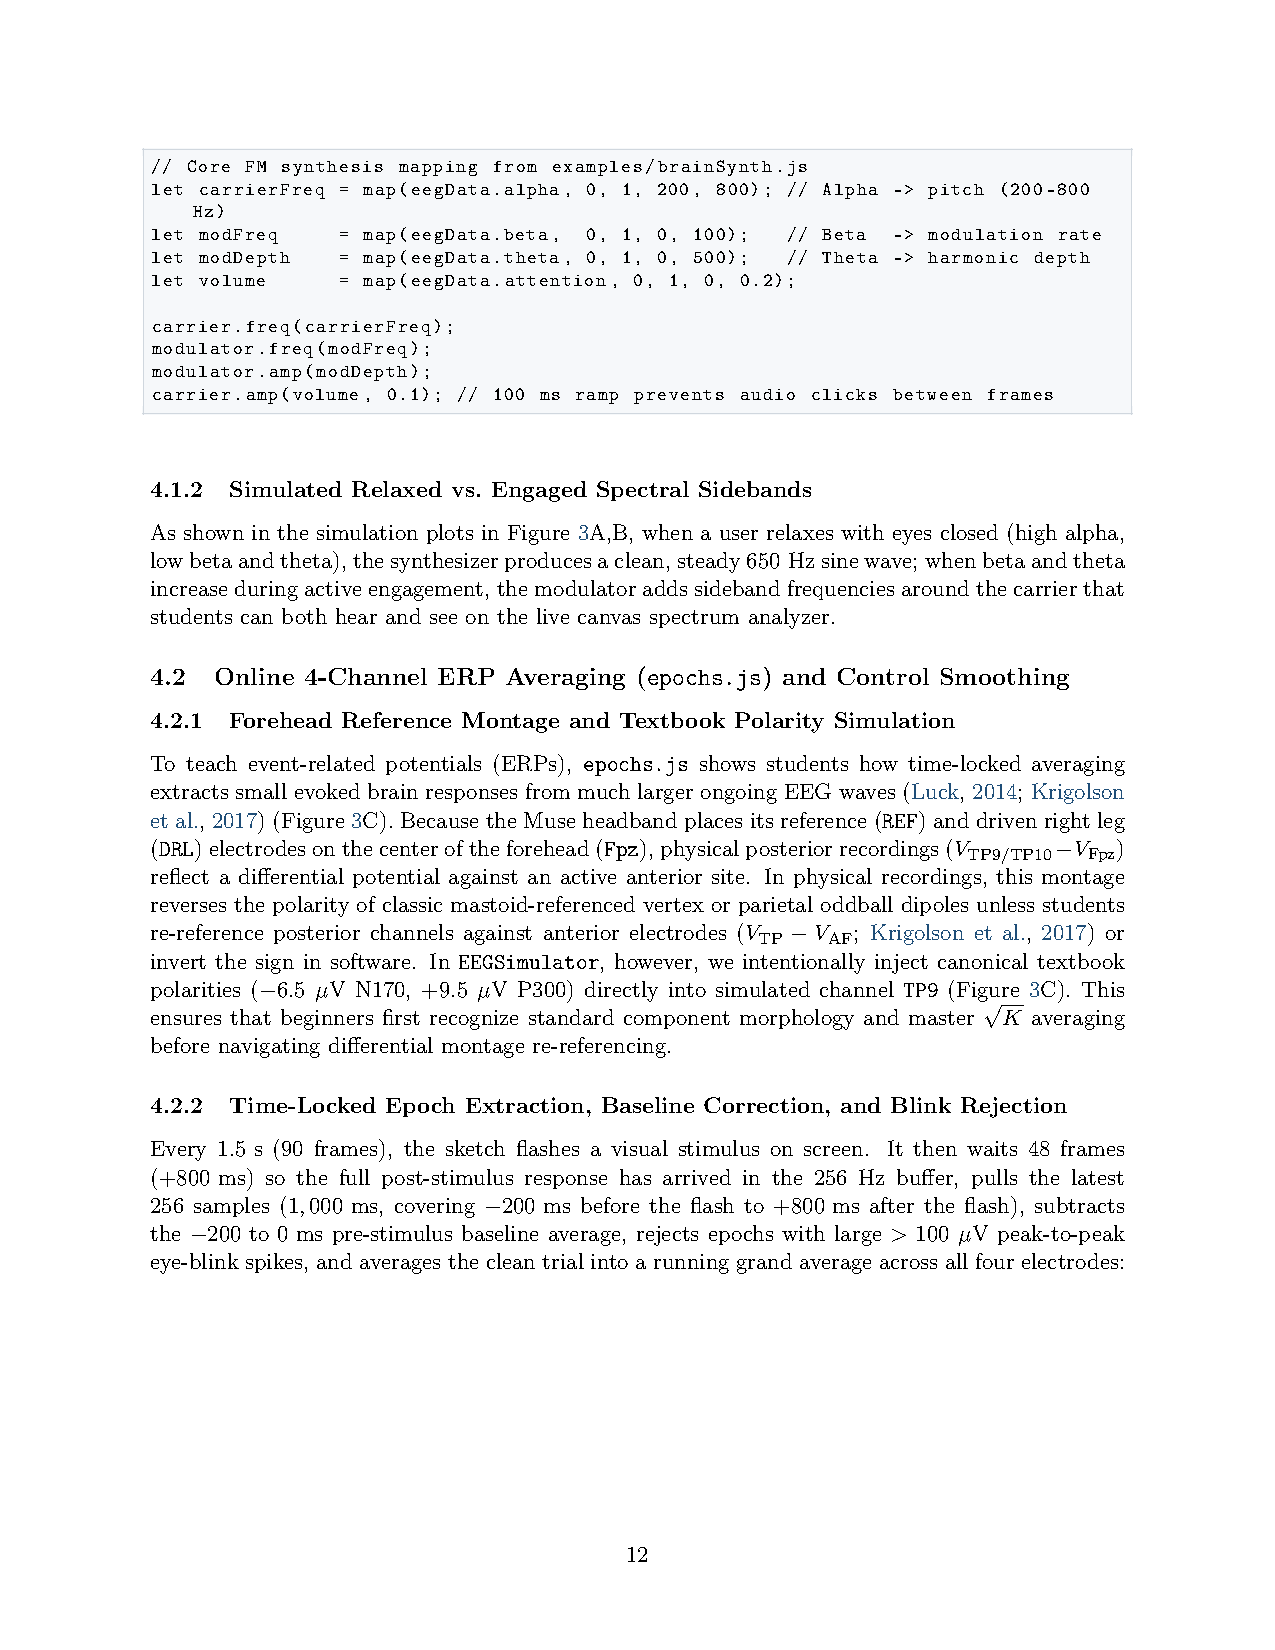 // Core FM synthesis mapping from examples/brainSynth.js
let carrierFreq = map(eegData.alpha, 0, 1, 200, 800); // Alpha -> pitch (200-800
Hz)
let modFreq     = map(eegData.beta,  0, 1, 0, 100);   // Beta  -> modulation rate
let modDepth    = map(eegData.theta, 0, 1, 0, 500);   // Theta -> harmonic depth
let volume      = map(eegData.attention, 0, 1, 0, 0.2);
carrier.freq(carrierFreq);
modulator.freq(modFreq);
modulator.amp(modDepth);
carrier.amp(volume, 0.1); // 100 ms ramp prevents audio clicks between frames
4.1.2 Simulated Relaxed vs. Engaged Spectral Sidebands
As shown in the simulation plots in Figure 3A,B, when a user relaxes with eyes closed (high alpha,
low beta and theta), the synthesizer produces a clean, steady 650 Hz sine wave; when beta and theta
increase during active engagement, the modulator adds sideband frequencies around the carrier that
students can both hear and see on the live canvas spectrum analyzer.
4.2 Online 4-Channel ERP Averaging (epochs.js) and Control Smoothing
4.2.1 Forehead Reference Montage and Textbook Polarity Simulation
To teach event-related potentials (ERPs), epochs.js shows students how time-locked averaging
extracts small evoked brain responses from much larger ongoing EEG waves (Luck, 2014; Krigolson
et al., 2017) (Figure 3C). Because the Muse headband places its reference (REF) and driven right leg
(DRL) electrodes on the center of the forehead (Fpz), physical posterior recordings (V_TP9/TP10 − V_Fpz)
reflect a differential potential against an active anterior site. In physical recordings, this montage
reverses the polarity of classic mastoid-referenced vertex or parietal oddball dipoles unless students
re-reference posterior channels against anterior electrodes (V_TP − V_AF; Krigolson et al., 2017) or
invert the sign in software. In EEGSimulator, however, we intentionally inject canonical textbook
polarities (−6.5 μV N170, +9.5 μV P300) directly into simulated channel TP9 (Figure 3C). This
ensures that beginners first recognize standard component morphology and master √K averaging
before navigating differential montage re-referencing.
4.2.2 Time-Locked Epoch Extraction, Baseline Correction, and Blink Rejection
Every 1.5 s (90 frames), the sketch flashes a visual stimulus on screen. It then waits 48 frames
(+800 ms) so the full post-stimulus response has arrived in the 256 Hz buffer, pulls the latest
256 samples (1,000 ms, covering −200 ms before the flash to +800 ms after the flash), subtracts
the −200 to 0 ms pre-stimulus baseline average, rejects epochs with large > 100 μV peak-to-peak
eye-blink spikes, and averages the clean trial into a running grand average across all four electrodes:
12